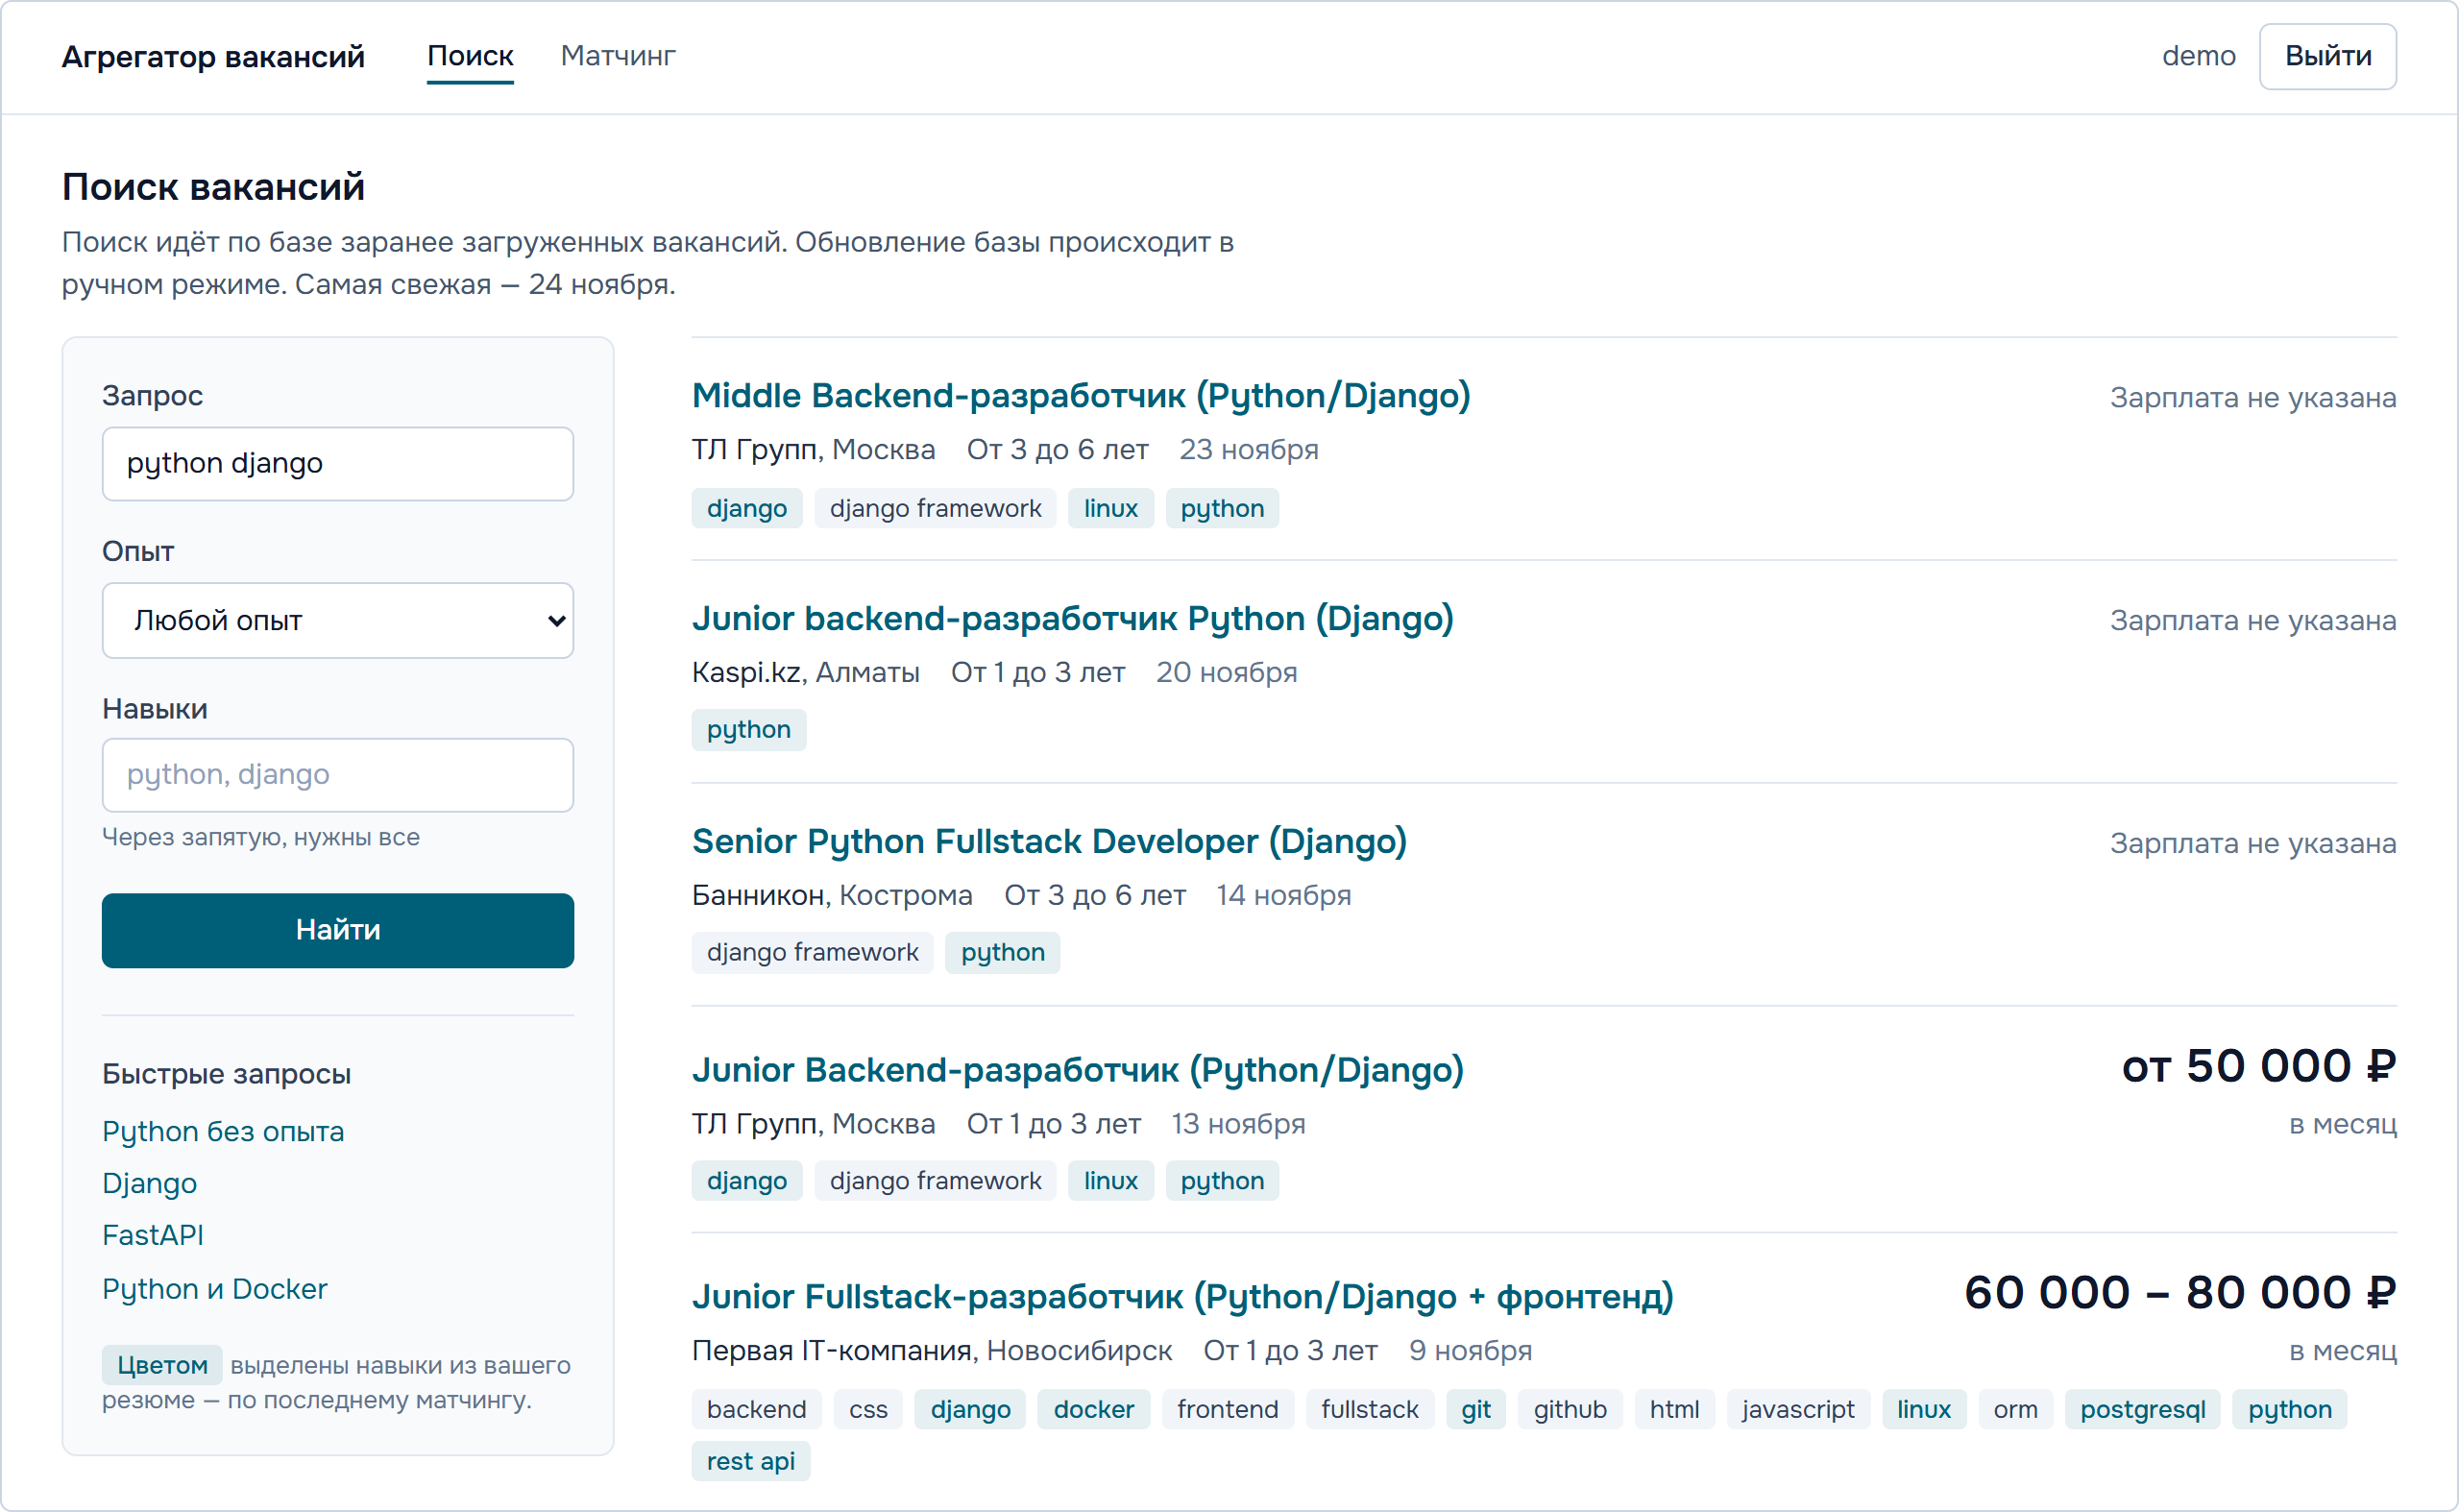 Агрегатор вакансий Поиск Матчинг demo Выйти
Поиск вакансий
Поиск идёт по базе заранее загруженных вакансий. Обновление базы происходит в
ручном режиме. Самая свежая — 24 ноября.
Запрос
python django
Опыт
Любой опыт
Навыки
python, django
Через запятую, нужны все
Найти
Быстрые запросы
Python без опыта
Django
FastAPI
Python и Docker
Цветом выделены навыки из вашего
резюме — по последнему матчингу.
Middle Backend-разработчик (Python/Django) Зарплата не указана
ТЛ Групп, Москва От 3 до 6 лет 23 ноября
django django framework linux python
Junior backend-разработчик Python (Django) Зарплата не указана
Kaspi.kz, Алматы От 1 до 3 лет 20 ноября
python
Senior Python Fullstack Developer (Django) Зарплата не указана
Банникон, Кострома От 3 до 6 лет 14 ноября
django framework python
Junior Backend-разработчик (Python/Django) от 50 000 ₽
ТЛ Групп, Москва От 1 до 3 лет 13 ноября в месяц
django django framework linux python
Junior Fullstack-разработчик (Python/Django + фронтенд) 60 000 – 80 000 ₽
Первая IT-компания, Новосибирск От 1 до 3 лет 9 ноября в месяц
backend css django docker frontend fullstack git github html javascript linux orm postgresql python
rest api